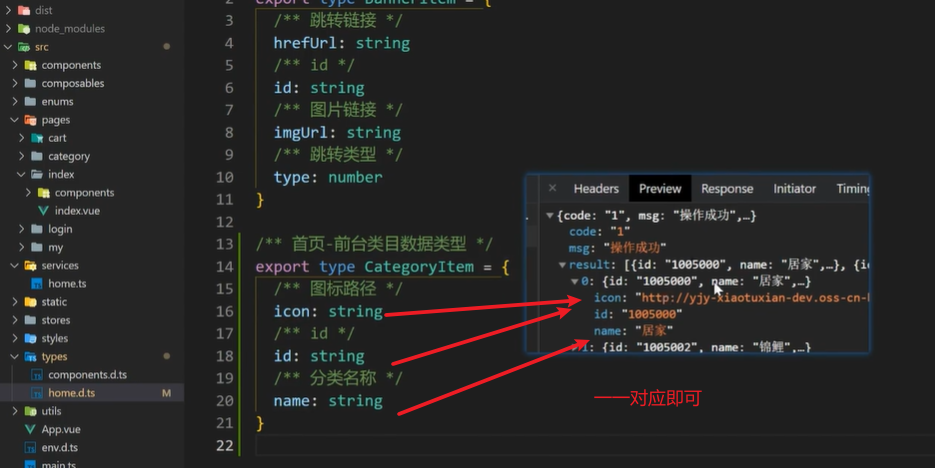 dist
node_modules
src
components
composables
enums
pages
cart
category
index
components
index.vue
login
my
services
home.ts
static
stores
styles
types
components.d.ts
home.d.ts M
utils
App.vue
env.d.ts
main.ts
2 export type BannerItem = {
3 /** 跳转链接 */
4 hrefUrl: string
5 /** id */
6 id: string
7 /** 图片链接 */
8 imgUrl: string
9 /** 跳转类型 */
10 type: number
11 }
12
13 /** 首页-前台类目数据类型 */
14 export type CategoryItem = {
15 /** 图标路径 */
16 icon: string
17 /** id */
18 id: string
19 /** 分类名称 */
20 name: string
21 }
22
× Headers Preview Response Initiator Timing
{code: "1", msg: "操作成功",…}
code: "1"
msg: "操作成功"
result: [{id: "1005000", name: "居家",…}, {id
0: {id: "1005000", name: "居家",…}
icon: "http://yjy-xiaotuxian-dev.oss-cn-
id: "1005000"
name: "居家"
1: {id: "1005002", name: "锦鲤",…}
一一对应即可